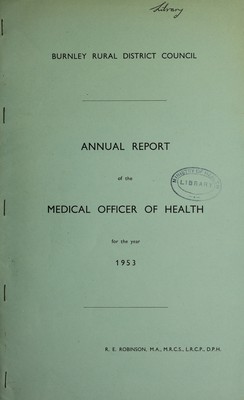 Library
BURNLEY RURAL DISTRICT COUNCIL
ANNUAL REPORT
of the
MEDICAL OFFICER OF HEALTH
for the year
1953
LIBRARY
R. E. ROBINSON, M.A., M.R.C.S., L.R.C.P., D.P.H.